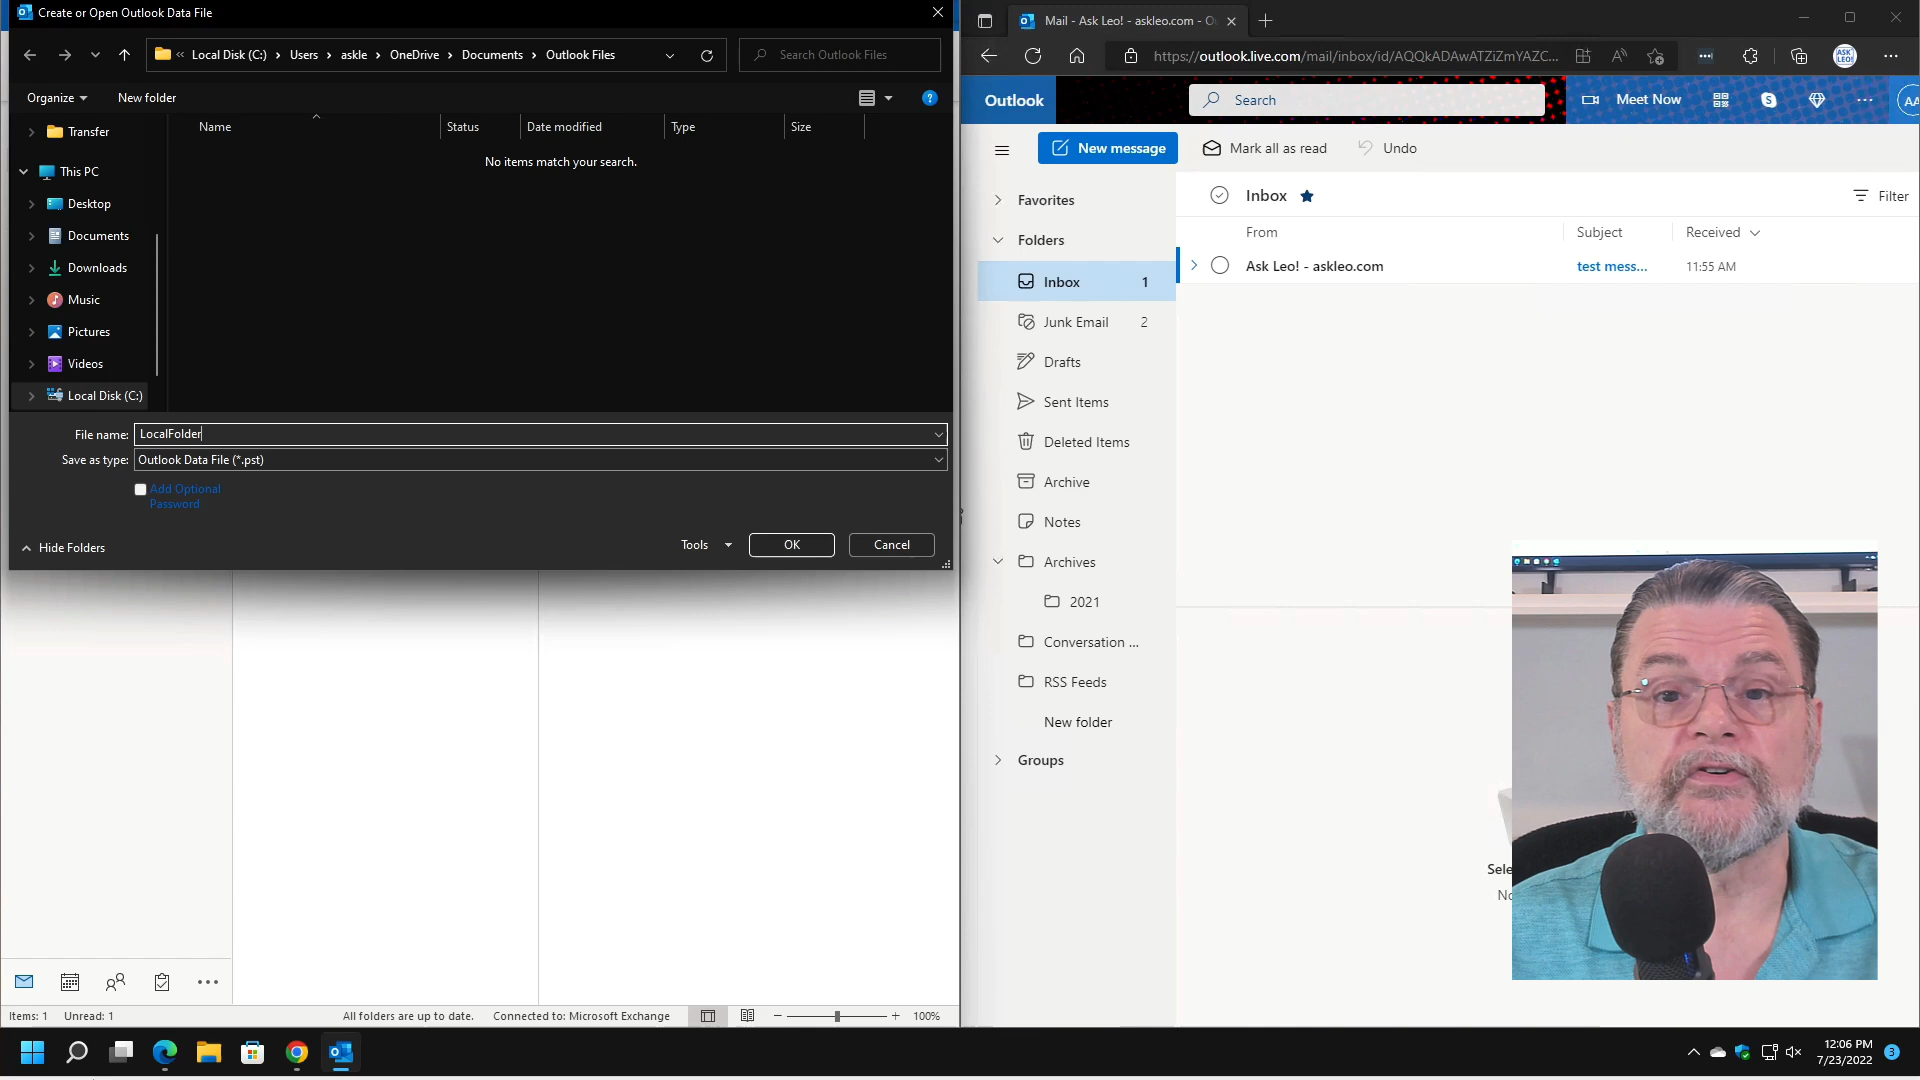 Create or Open Outlook Data File
« Local Disk (C:) › Users › askle › OneDrive › Documents › Outlook Files
Search Outlook Files
Organize
New folder
Name
Status
Date modified
Type
Size
No items match your search.
Transfer
This PC
Desktop
Documents
Downloads
Music
Pictures
Videos
Local Disk (C:)
File name: LocalFolder
Save as type: Outlook Data File (*.pst)
Add Optional
Password
Hide Folders
Tools
OK
Cancel
Items: 1
Unread: 1
All folders are up to date.
Connected to: Microsoft Exchange
100%
Mail - Ask Leo! - askleo.com - O
https://outlook.live.com/mail/inbox/id/AQQkADAwATZiZmYAZC...
ASK
LEO!
Outlook
Search
Meet Now
AA
New message
Mark all as read
Undo
Favorites
Folders
Inbox 1
Junk Email 2
Drafts
Sent Items
Deleted Items
Archive
Notes
Archives
2021
Conversation ...
RSS Feeds
New folder
Groups
Inbox
Filter
From
Subject
Received
Ask Leo! - askleo.com
test mess...
11:55 AM
Sele
No
12:06 PM
7/23/2022
3